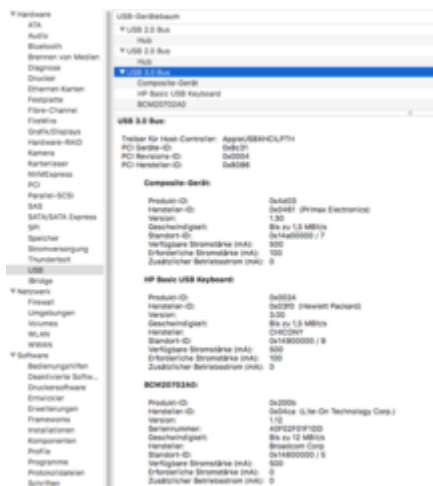 Hardware
ATA
Audio
Bluetooth
Brennen von Medien
Diagnose
Drucker
Ethernet-Karten
Festplatte
Fibre-Channel
FireWire
Grafik/Displays
Hardware-RAID
Kamera
Kartenleser
NVMExpress
PCI
Parallel-SCSI
SAS
SATA/SATA Express
SPI
Speicher
Stromversorgung
Thunderbolt
USB
iBridge
Netzwerk
Firewall
Umgebungen
Volumes
WLAN
WWAN
Software
Bedienungshilfen
Deaktivierte Softw...
Druckersoftware
Entwickler
Erweiterungen
Frameworks
Installationen
Komponenten
Profile
Programme
Protokolldateien
Schriften
USB-Gerätebaum
USB 2.0 Bus
Hub
USB 2.0 Bus
Hub
USB 3.0 Bus
Composite-Gerät
HP Basic USB Keyboard
BCM20702A0
USB 3.0 Bus:
Treiber für Host-Controller: AppleUSBXHCILPTH
PCI Geräte-ID: 0x8c31
PCI Revisions-ID: 0x0004
PCI Hersteller-ID: 0x8086
Composite-Gerät:
Produkt-ID: 0x4d03
Hersteller-ID: 0x0461 (Primax Electronics)
Version: 1.30
Geschwindigkeit: Bis zu 1,5 MBit/s
Standort-ID: 0x14a00000 / 7
Verfügbare Stromstärke (mA): 500
Erforderliche Stromstärke (mA): 100
Zusätzlicher Betriebsstrom (mA): 0
HP Basic USB Keyboard:
Produkt-ID: 0x0024
Hersteller-ID: 0x03f0 (Hewlett Packard)
Version: 3.00
Geschwindigkeit: Bis zu 1,5 MBit/s
Hersteller: CHICONY
Standort-ID: 0x14900000 / 9
Verfügbare Stromstärke (mA): 500
Erforderliche Stromstärke (mA): 100
Zusätzlicher Betriebsstrom (mA): 0
BCM20702A0:
Produkt-ID: 0x200b
Hersteller-ID: 0x04ca (Lite-On Technology Corp.)
Version: 1.12
Seriennummer:
Geschwindigkeit: Bis zu 12 MBit/s
Hersteller: Broadcom Corp
Standort-ID: 0x14600000 / 5
Verfügbare Stromstärke (mA): 500
Erforderliche Stromstärke (mA): 0
Zusätzlicher Betriebsstrom (mA): 0